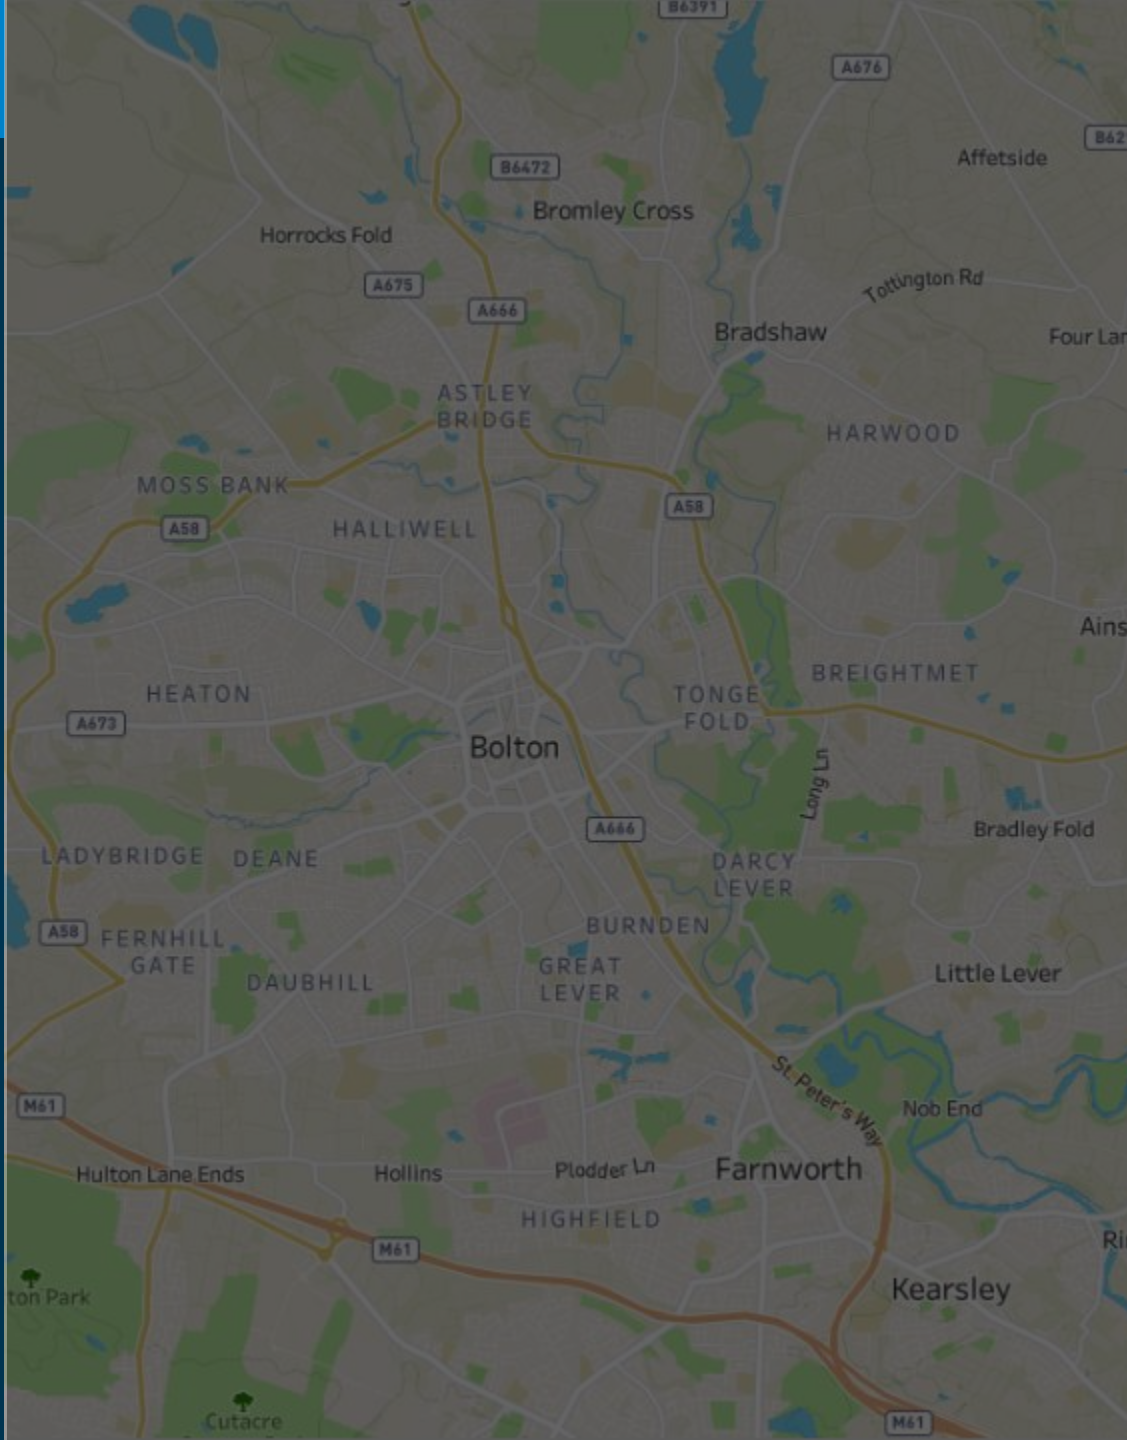 B6391
A676
B62
Affetside
B6472
Bromley Cross
Horrocks Fold
A675
Tottington Rd
A666
Bradshaw
Four Lan
ASTLEY
BRIDGE
HARWOOD
MOSS BANK
A58
A58
HALLIWELL
Ains
BREIGHTMET
HEATON
TONGE
FOLD
A673
Bolton
Long Ln
A666
Bradley Fold
LADYBRIDGE
DEANE
DARCY
LEVER
A58
FERNHILL
GATE
BURNDEN
GREAT
LEVER
DAUBHILL
Little Lever
St. Peter's Way
M61
Nob End
Hulton Lane Ends
Hollins
Plodder Ln
Farnworth
HIGHFIELD
M61
Ri
Kearsley
ton Park
Cutacre
M61